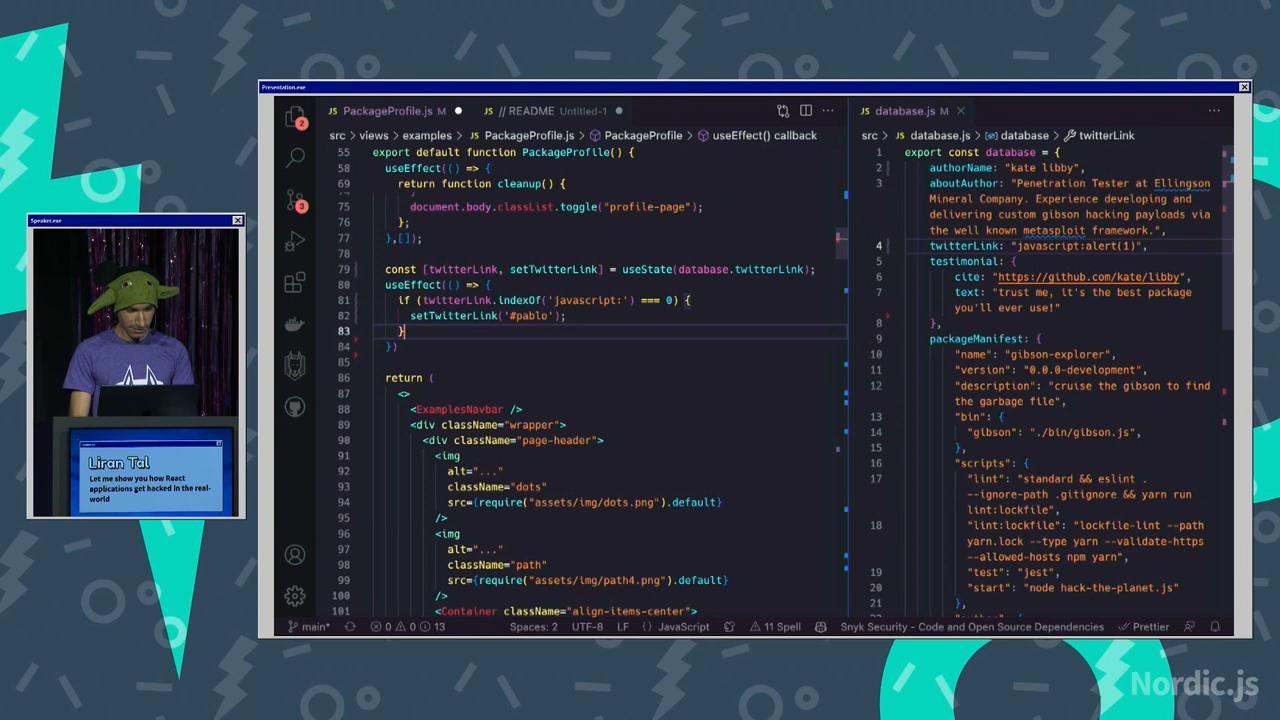 Presentation.exe
PackageProfile.js M
// README Untitled-1
src > views > examples > JS PackageProfile.js > PackageProfile > useEffect() callback
55 export default function PackageProfile() {
58 useEffect(() => {
69 return function cleanup() {
75 document.body.classList.toggle("profile-page");
76 };
77 },[]);
78
79 const [twitterLink, setTwitterLink] = useState(database.twitterLink);
80 useEffect(() => {
81 if (twitterLink.indexOf('javascript:') === 0) {
82 setTwitterLink('#pablo');
83 }
84 })
85
86 return (
87 <>
88 <ExamplesNavbar />
89 <div className="wrapper">
90 <div className="page-header">
91 <img
92 alt="..."
93 className="dots"
94 src={require("assets/img/dots.png").default}
95 />
96 <img
97 alt="..."
98 className="path"
99 src={require("assets/img/path4.png").default}
100 />
101 <Container className="align-items-center">
JS database.js M
src > JS database.js > database > twitterLink
1 export const database = {
2 authorName: "kate libby",
3 aboutAuthor: "Penetration Tester at Ellingson
Mineral Company. Experience developing and
delivering custom gibson hacking payloads via
the well known metasploit framework.",
4 twitterLink: "javascript:alert(1)",
5 testimonial: {
6 cite: "https://github.com/kate/libby",
7 text: "trust me, it's the best package
you'll ever use!"
8 },
9 packageManifest: {
10 "name": "gibson-explorer",
11 "version": "0.0.0-development",
12 "description": "cruise the gibson to find
the garbage file",
13 "bin": {
14 "gibson": "./bin/gibson.js",
15 },
16 "scripts": {
17 "lint": "standard && eslint .
--ignore-path .gitignore && yarn run
lint:lockfile",
18 "lint:lockfile": "lockfile-lint --path
yarn.lock --type yarn --validate-https
--allowed-hosts npm yarn",
19 "test": "jest",
20 "start": "node hack-the-planet.js"
21 },
2
3
main* 0 0 13 Spaces: 2 UTF-8 LF {} JavaScript 11 Spell Snyk Security - Code and Open Source Dependencies Prettier
Speaker.exe
Liran Tal
Let me show you how React
applications get hacked in the real-
world
Nordic.js